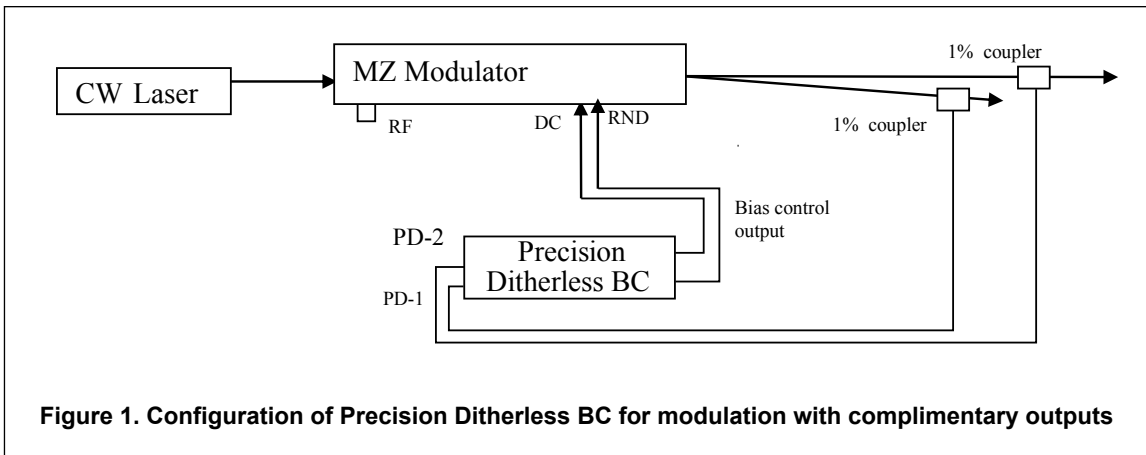 1% coupler
MZ Modulator
CW Laser
1% coupler
RF
DC
RND
Bias control
output
PD-2
Precision
Ditherless BC
PD-1
Figure 1. Configuration of Precision Ditherless BC for modulation with complimentary outputs